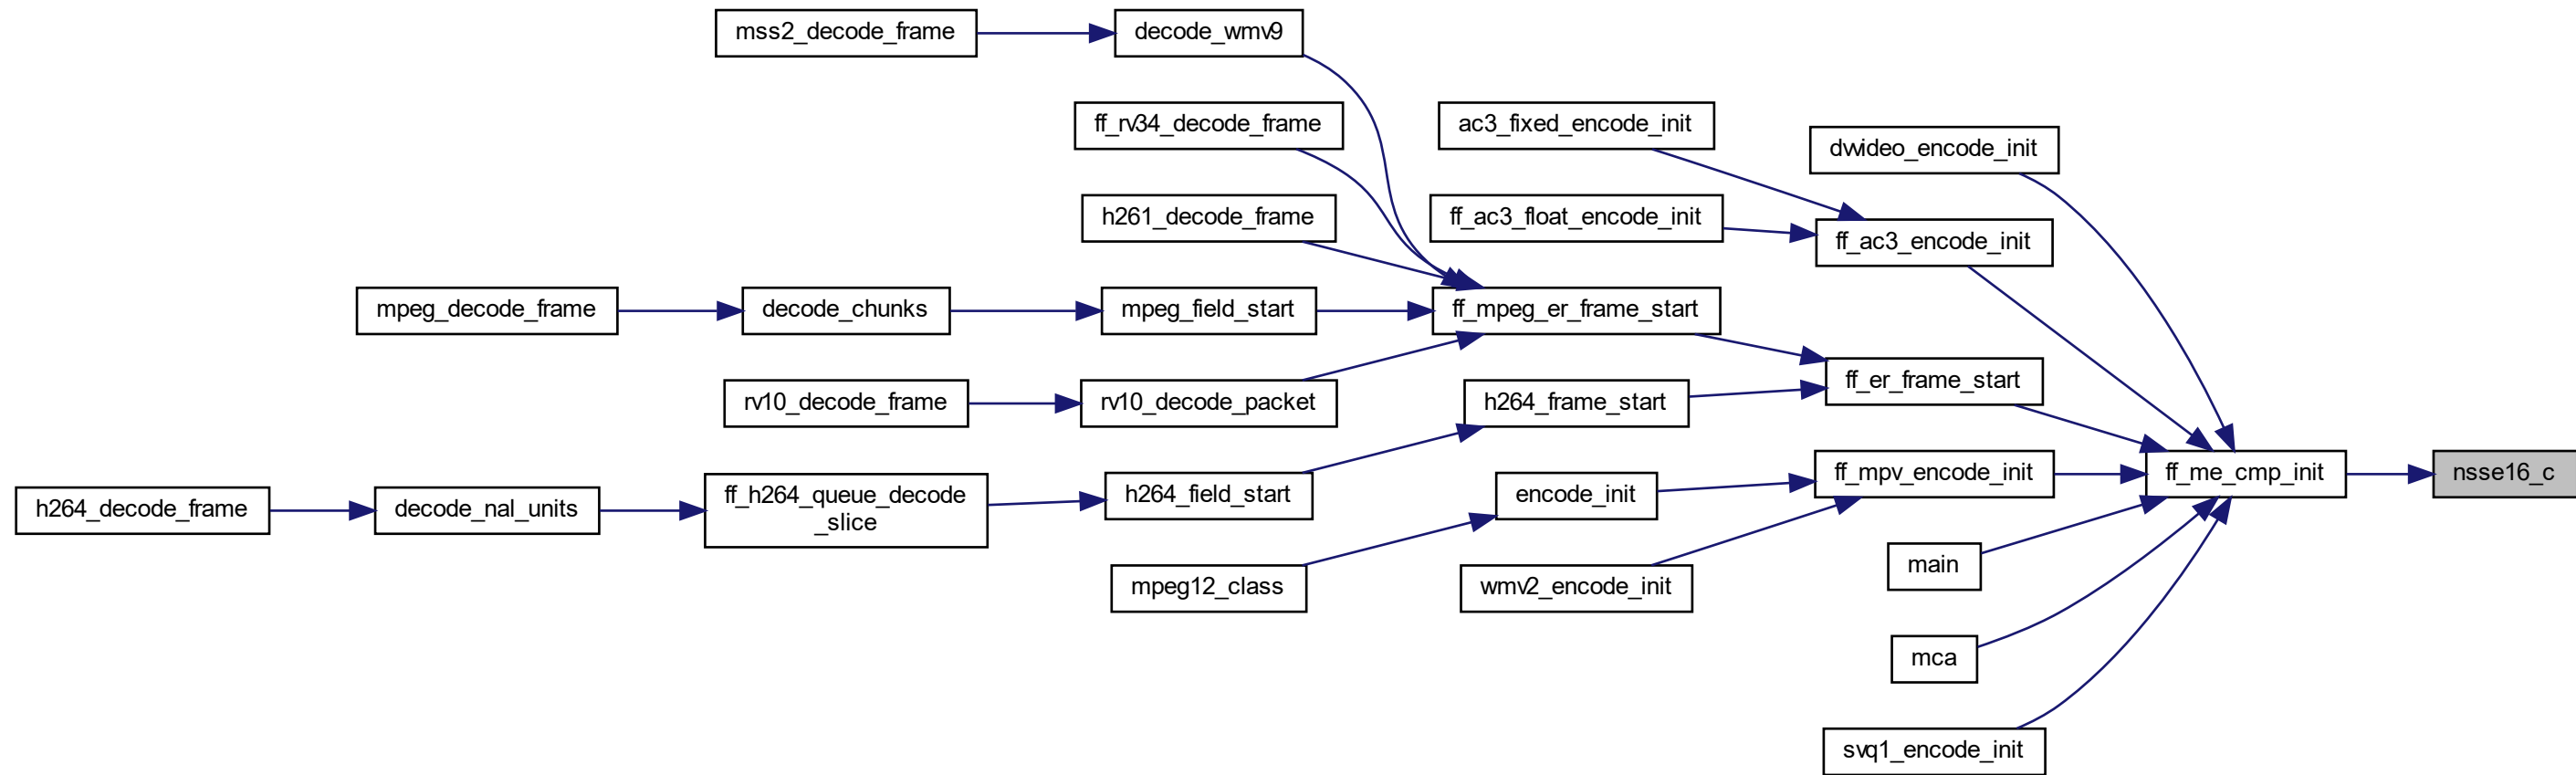 mss2_decode_frame
decode_wmv9
ff_rv34_decode_frame
ac3_fixed_encode_init
dvvideo_encode_init
h261_decode_frame
ff_ac3_float_encode_init
ff_ac3_encode_init
mpeg_decode_frame
decode_chunks
mpeg_field_start
ff_mpeg_er_frame_start
ff_er_frame_start
rv10_decode_frame
rv10_decode_packet
h264_frame_start
ff_mpv_encode_init
ff_me_cmp_init
nsse16_c
h264_decode_frame
decode_nal_units
ff_h264_queue_decode
_slice
h264_field_start
encode_init
main
mpeg12_class
wmv2_encode_init
mca
svq1_encode_init